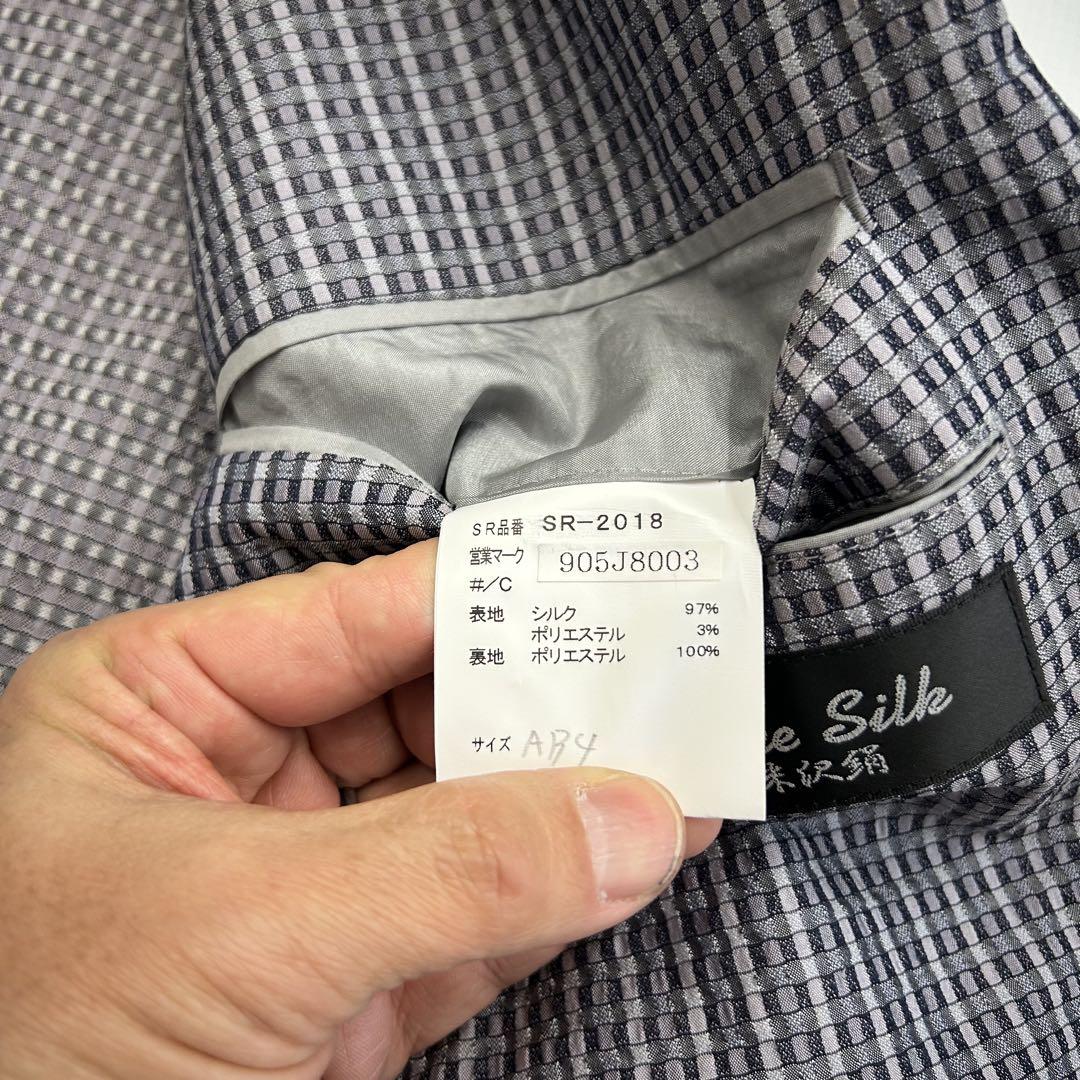 SR品番 SR-2018
営業マーク 905J8003
#/C
表地 シルク 97%
ポリエステル 3%
裏地 ポリエステル 100%
サイズ AB4
Silk
米沢絹